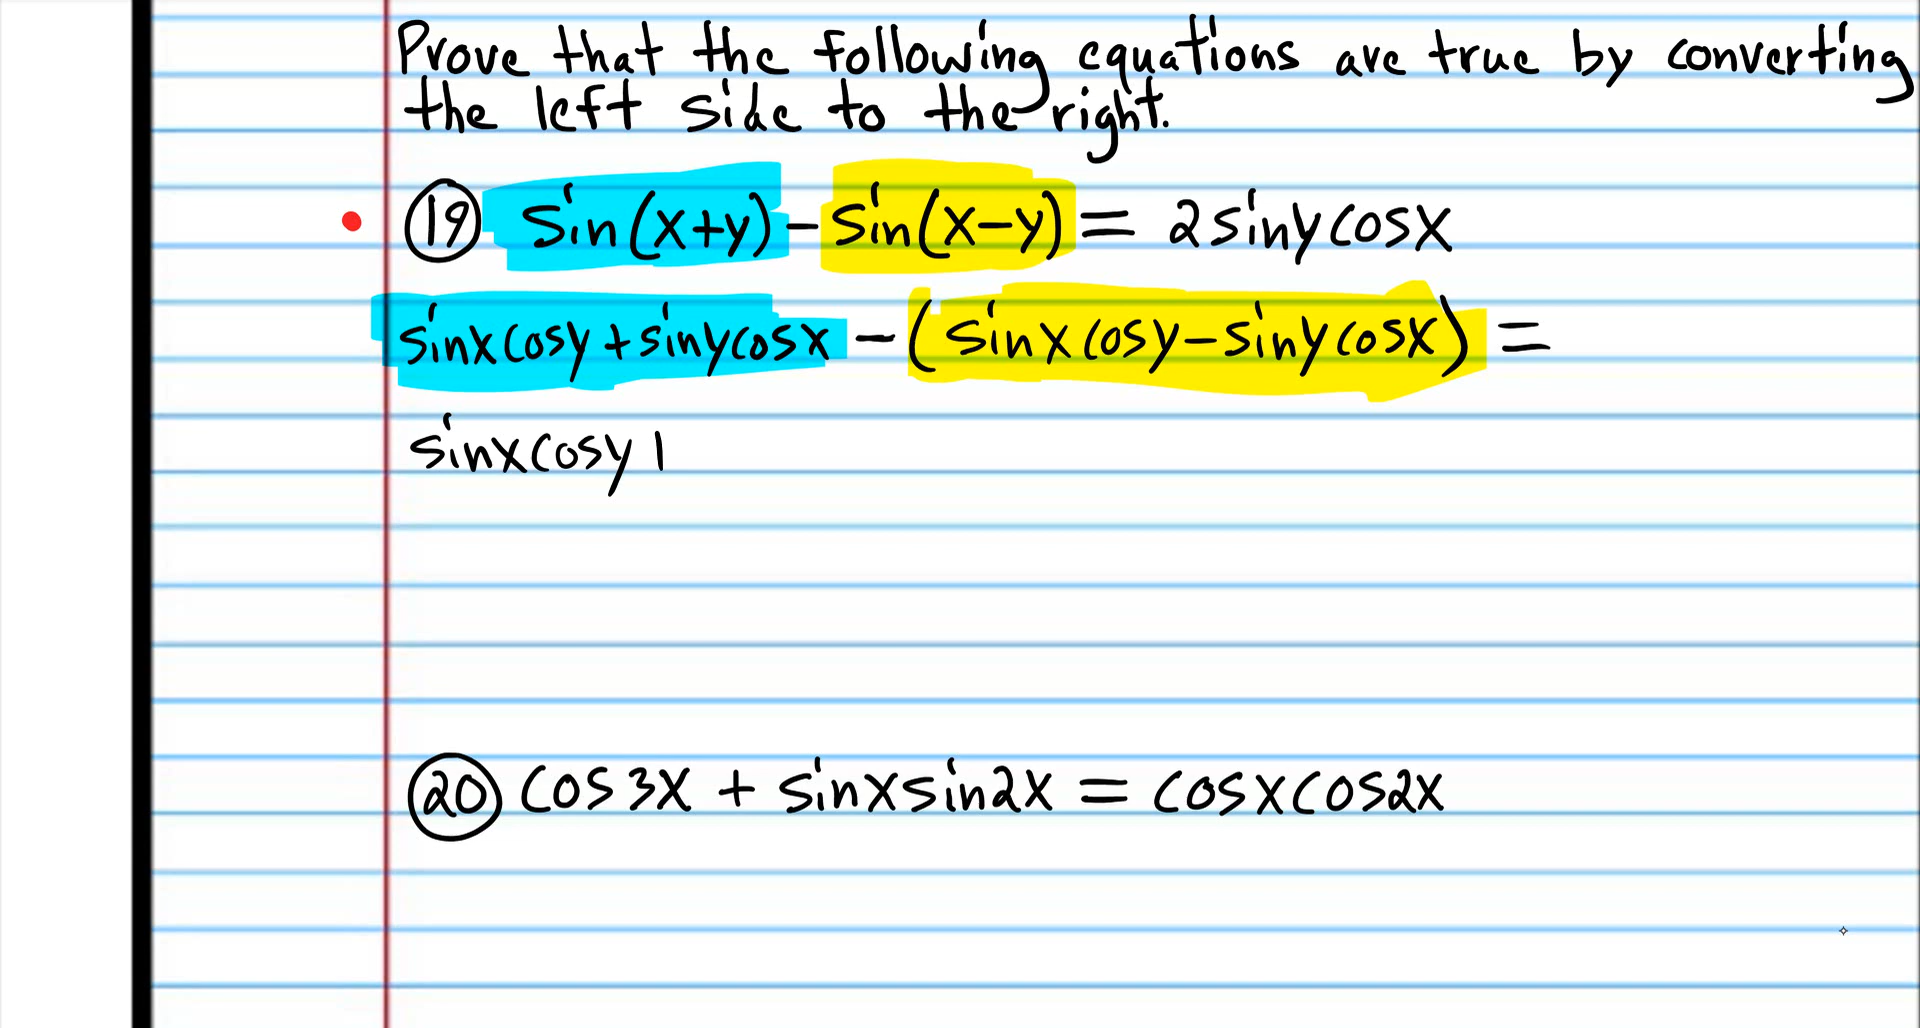 Prove that the following equations are true by converting
the left side to the right.
19 sin(x+y) - sin(x-y) = 2sinycosx
sinxcosy + sinycosx - (sinxcosy - sinycosx) =
sinxcosy |
20 cos3x + sinxsin2x = cosxcos2x